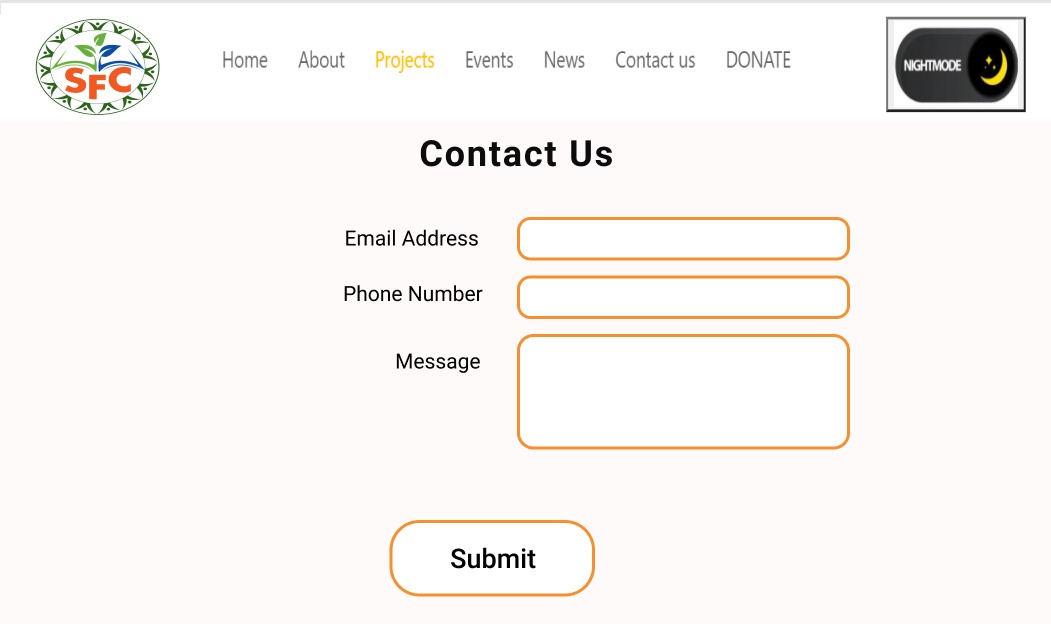 SFC
Home About Projects Events News Contact us DONATE
NIGHTMODE
Contact Us
Email Address
Phone Number
Message
Submit